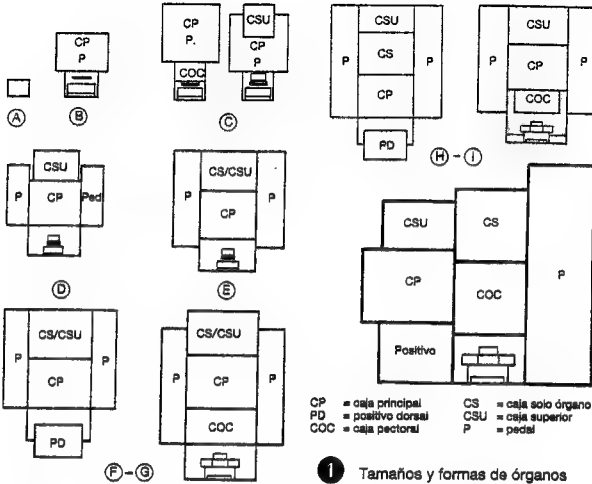 CP
P
CP
P.
COC
CSU
CP
P
A
B
C
CSU
P
CP
Ped
D
CS/CSU
P
CP
P
E
CS/CSU
P
CP
P
PD
CS/CSU
P
CP
P
COC
F - G
CSU
P
CS
P
CP
PD
CSU
P
CP
P
COC
H - I
CSU
CS
CP
COC
P
Positivo
CP = caja principal
PD = positivo dorsal
COC = caja pectoral
CS = caja solo órgano
CSU = caja superior
P = pedal
1 Tamaños y formas de órganos